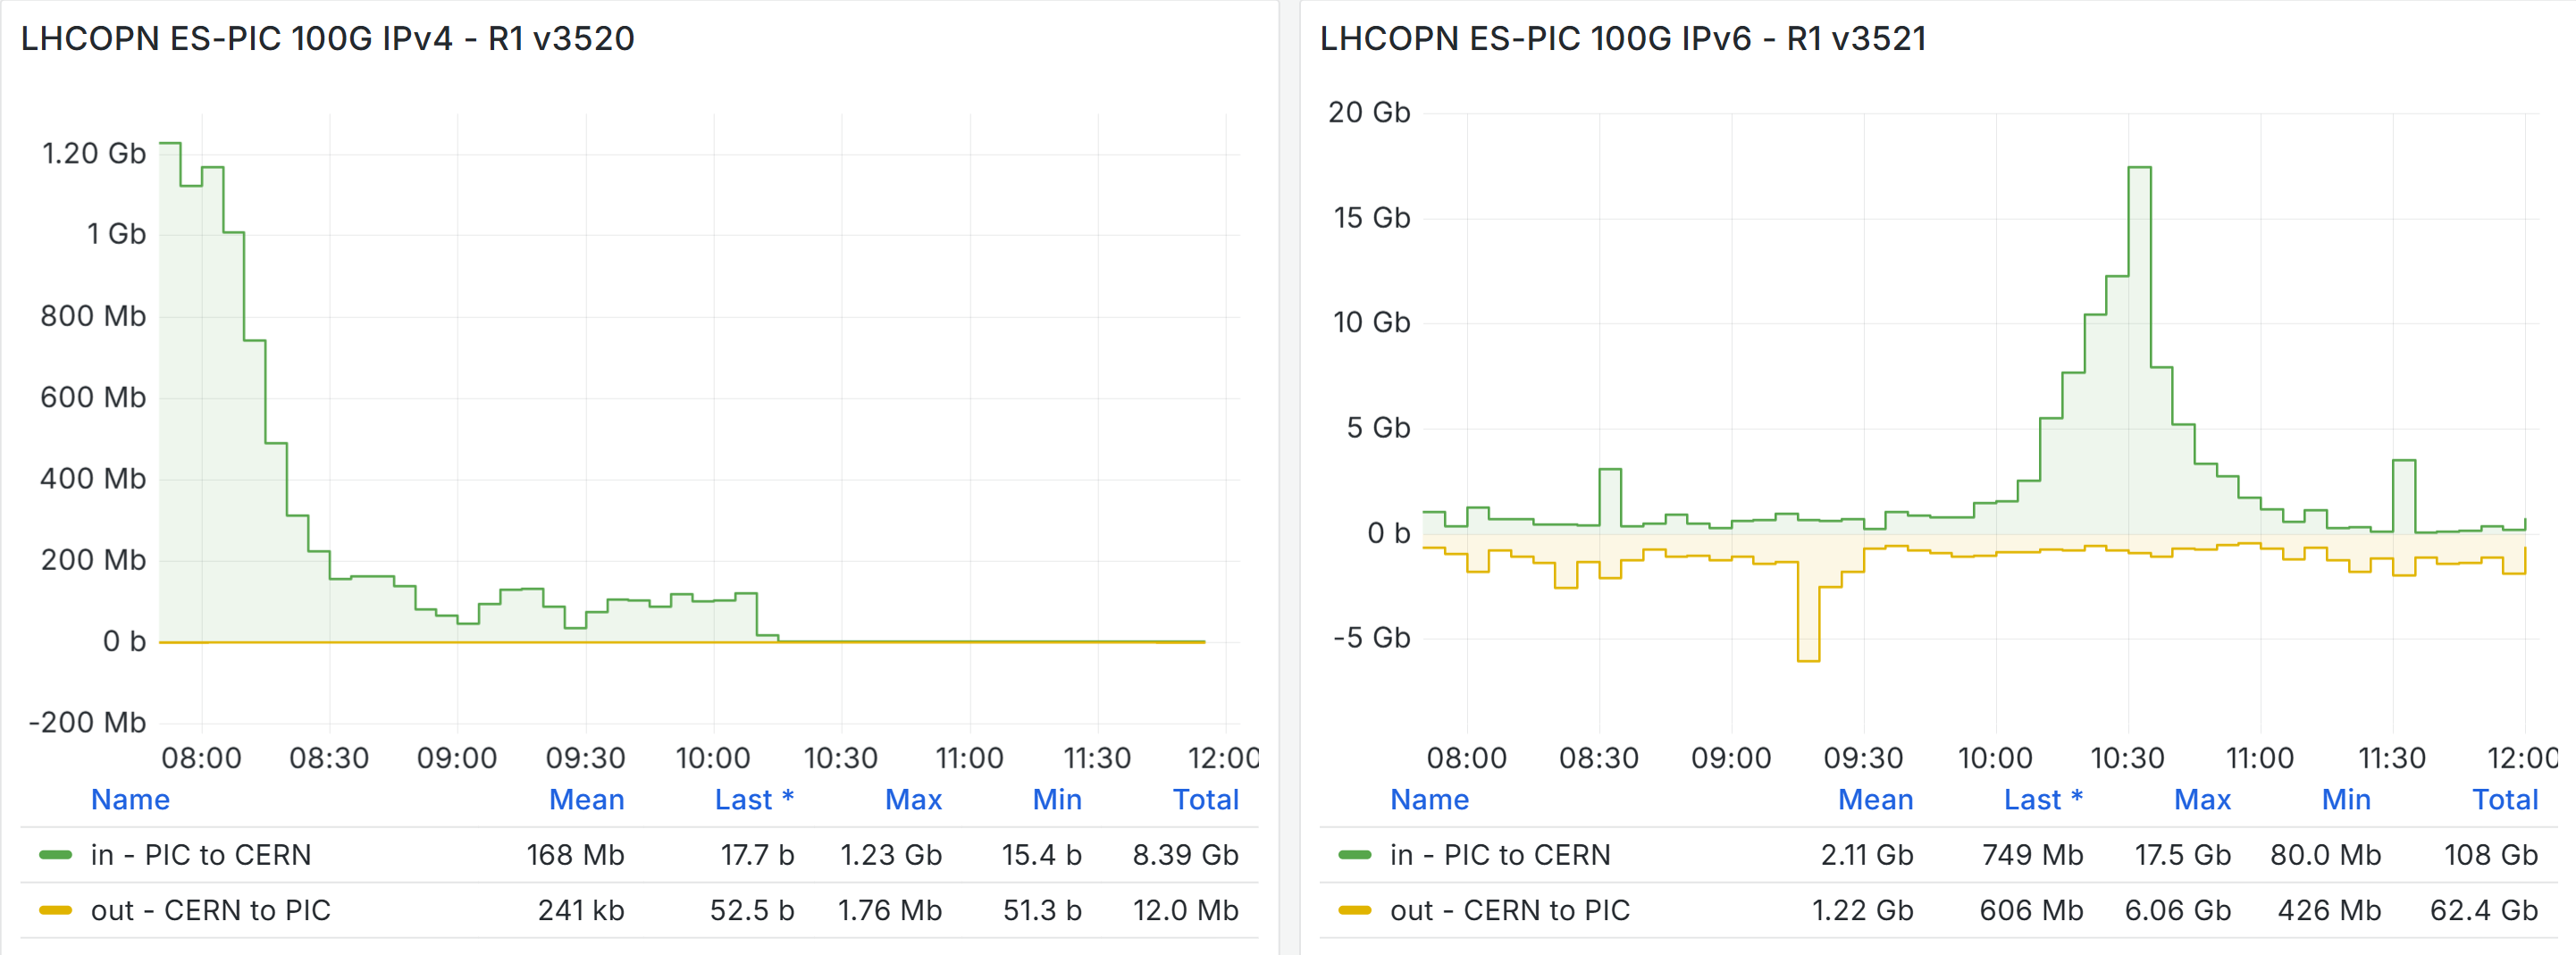 LHCOPN ES-PIC 100G IPv4 - R1 v3520
1.20 Gb
1 Gb
800 Mb
600 Mb
400 Mb
200 Mb
0 b
-200 Mb
08:00 08:30 09:00 09:30 10:00 10:30 11:00 11:30 12:00
Name Mean Last * Max Min Total
in - PIC to CERN 168 Mb 17.7 b 1.23 Gb 15.4 b 8.39 Gb
out - CERN to PIC 241 kb 52.5 b 1.76 Mb 51.3 b 12.0 Mb
LHCOPN ES-PIC 100G IPv6 - R1 v3521
20 Gb
15 Gb
10 Gb
5 Gb
0 b
-5 Gb
08:00 08:30 09:00 09:30 10:00 10:30 11:00 11:30 12:00
Name Mean Last * Max Min Total
in - PIC to CERN 2.11 Gb 749 Mb 17.5 Gb 80.0 Mb 108 Gb
out - CERN to PIC 1.22 Gb 606 Mb 6.06 Gb 426 Mb 62.4 Gb